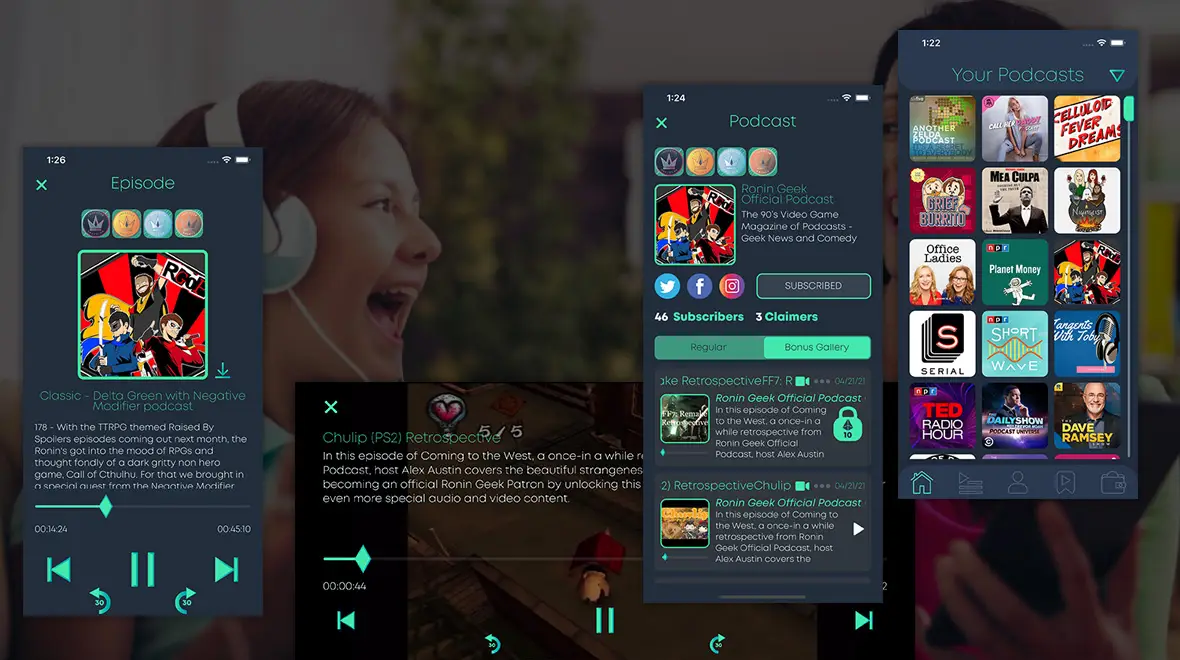 1:26
Episode
Classic - Delta Green with Negative
Modifier podcast
178 - With the TTRPG themed Raised By
Spoilers episodes coming out next month, the
Ronin's got into the mood of RPGs and
thought fondly of a dark gritty non hero
game, Call of Cthulhu. For that we brought in
a special guest from the Negative Modifier
00:14:24
00:45:10
30
30
Chulip (PS2) Retrospective
5/5
In this episode of Coming to the West, a once-in a while re
Podcast, host Alex Austin covers the beautiful strangenes
becoming an official Ronin Geek Patron by unlocking this
even more special audio and video content.
00:00:44
2
30
30
1:24
Podcast
Ronin Geek
Official Podcast
The 90's Video Game
Magazine of Podcasts -
Geek News and Comedy
SUBSCRIBED
46 Subscribers
3 Claimers
Regular
Bonus Gallery
ake RetrospectiveFF7: R
04/21/21
FF7: Remake
Retrospective
Ronin Geek Official Podcast
In this episode of Coming
to the West, a once-in a
while retrospective from
Ronin Geek Official
Podcast, host Alex Austin
10
2) RetrospectiveChulip
04/21/21
Ronin Geek Official Podcast
In this episode of Coming to
the West, a once-in a while
retrospective from Ronin
Geek Official Podcast, host
Alex Austin covers the
1:22
Your Podcasts
ANOTHER
ZELDA
PODCAST
CALL HER DADDY
CELLULOID
FEVER
DREAMS
GRIEF
BURRITO
MEA CULPA
Office
Ladies
npr
Planet Money
SERIAL
npr
SHORT
WAVE
Tangents
With Toby
npr
TED
RADIO
HOUR
THE
DAILYSHOW
PODCAST UNIVERSE
THE
DAVE
RAMSEY